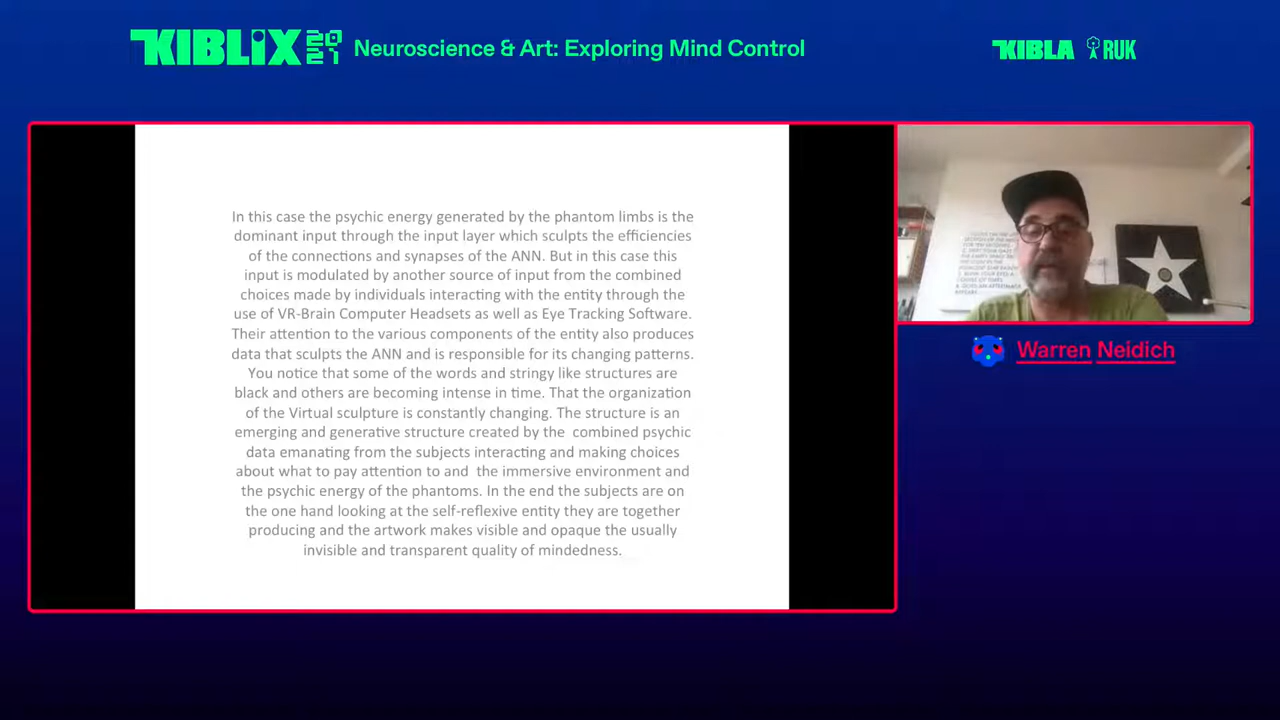 KIBLIX 2021
Neuroscience & Art: Exploring Mind Control
KIBLA
RUK
In this case the psychic energy generated by the phantom limbs is the
dominant input through the input layer which sculpts the efficiencies
of the connections and synapses of the ANN. But in this case this
input is modulated by another source of input from the combined
choices made by individuals interacting with the entity through the
use of VR-Brain Computer Headsets as well as Eye Tracking Software.
Their attention to the various components of the entity also produces
data that sculpts the ANN and is responsible for its changing patterns.
You notice that some of the words and stringy like structures are
black and others are becoming intense in time. That the organization
of the Virtual sculpture is constantly changing. The structure is an
emerging and generative structure created by the  combined psychic
data emanating from the subjects interacting and making choices
about what to pay attention to and  the immersive environment and
the psychic energy of the phantoms. In the end the subjects are on
the one hand looking at the self-reflexive entity they are together
producing and the artwork makes visible and opaque the usually
invisible and transparent quality of mindedness.
Warren Neidich